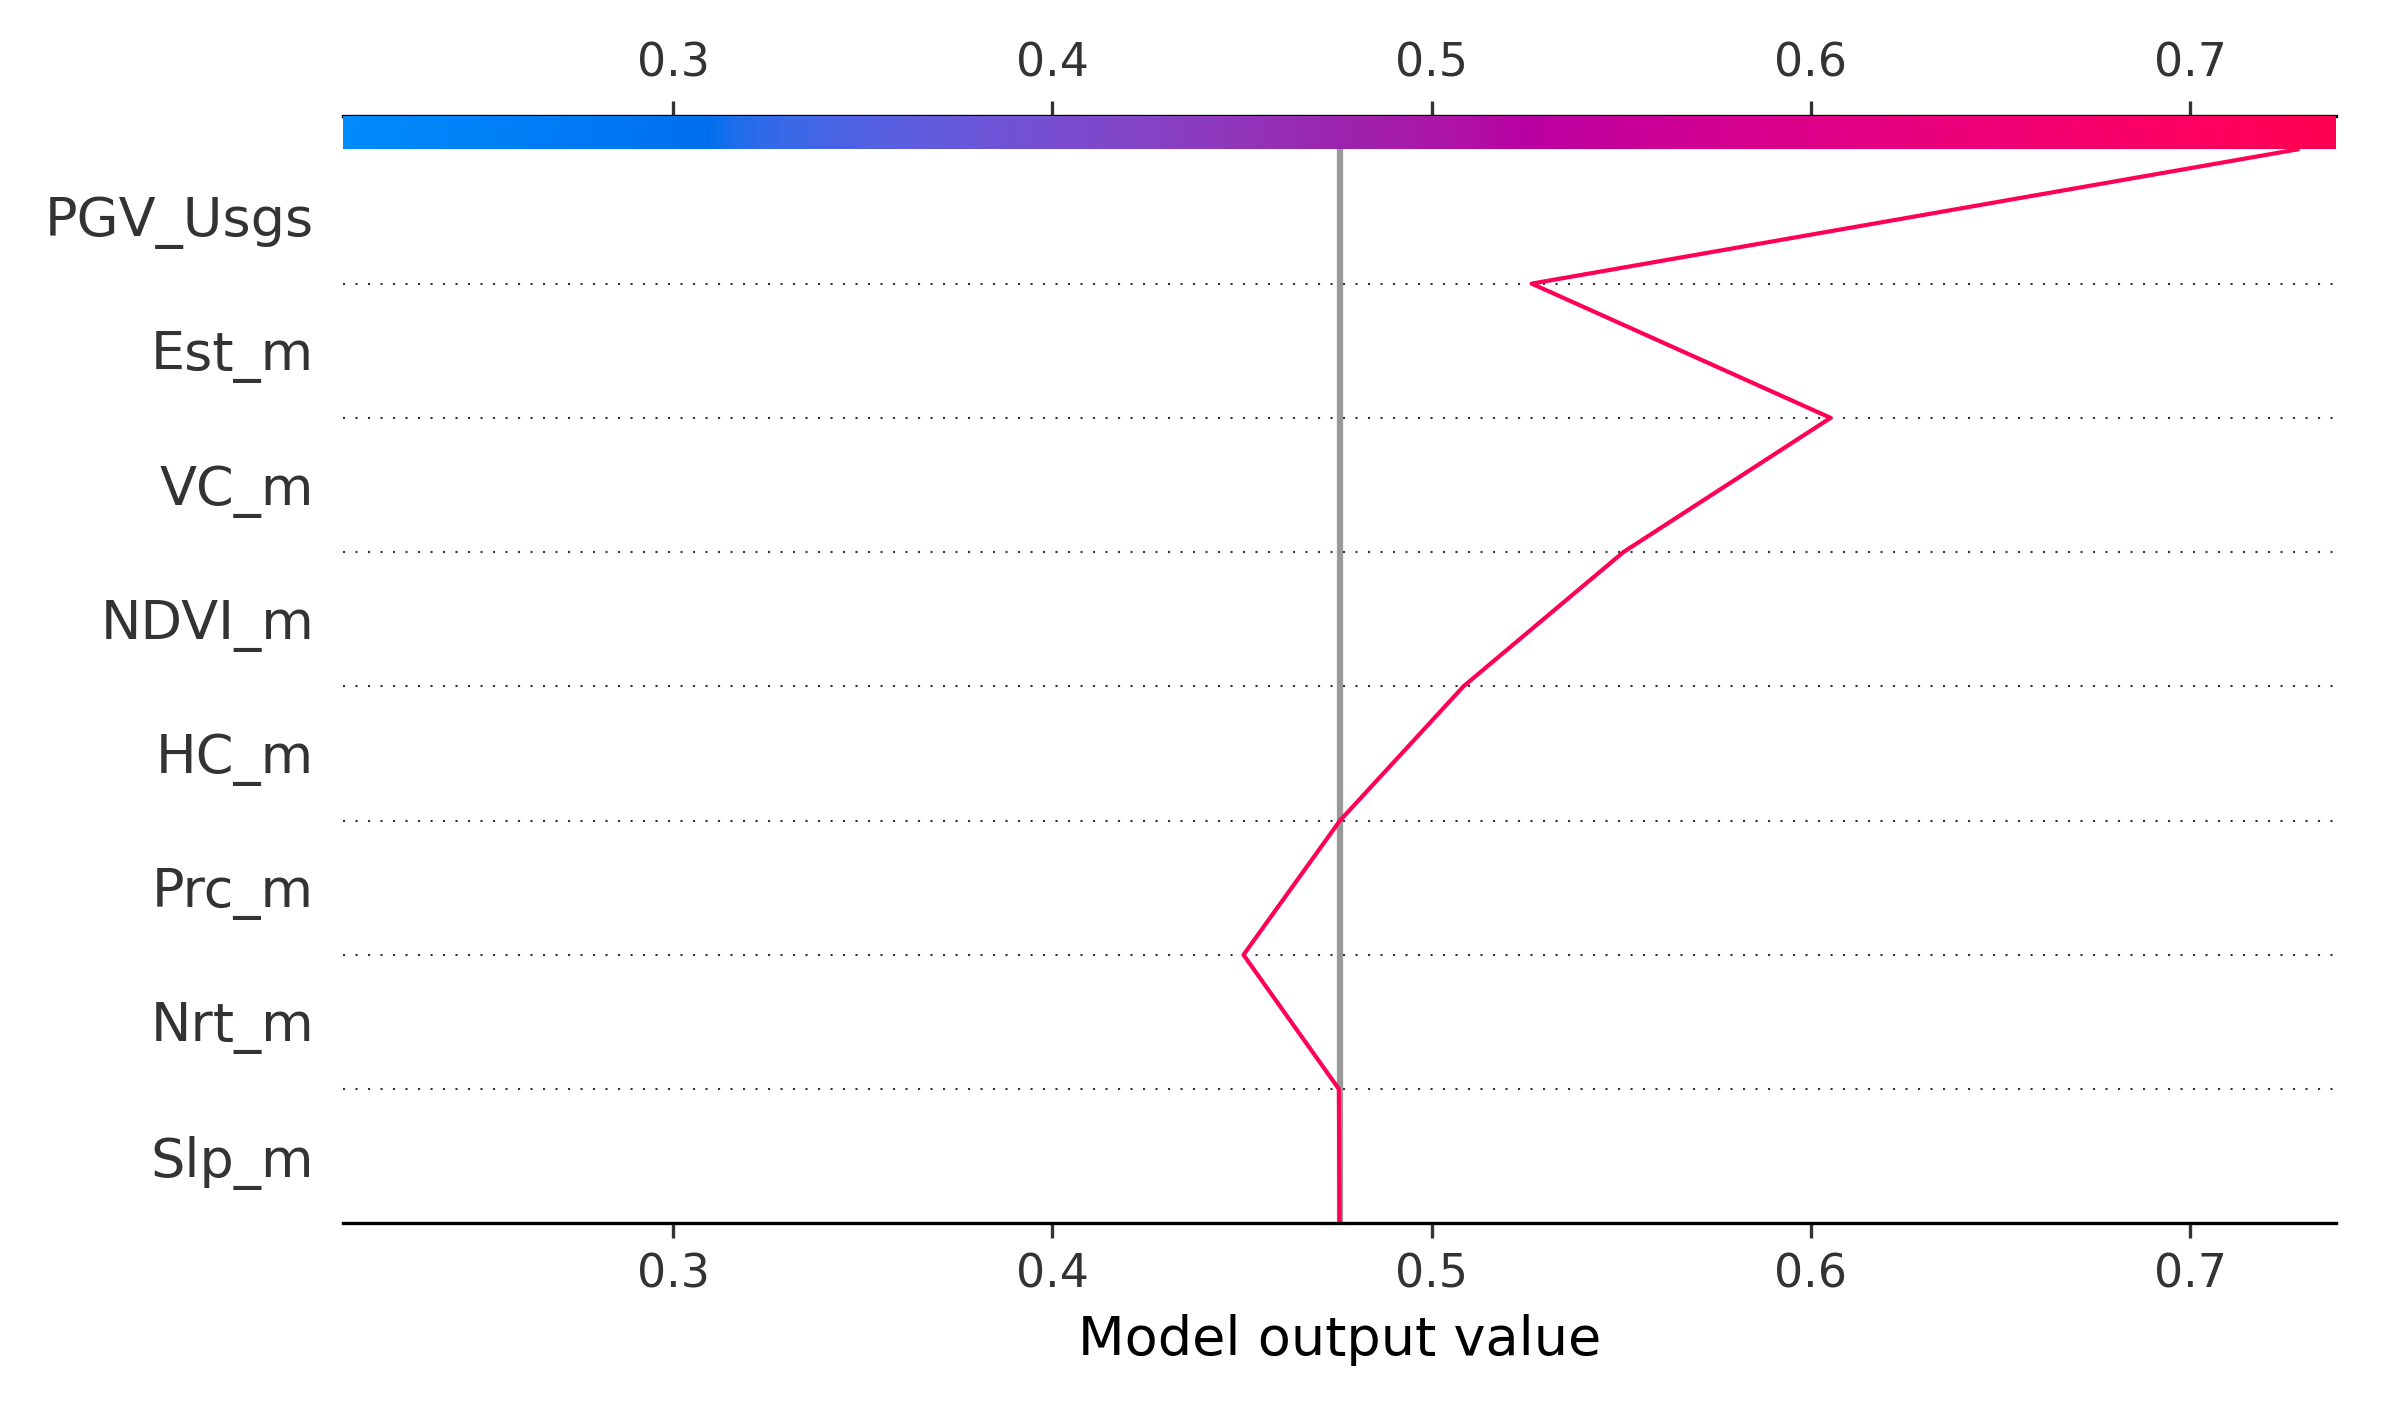 0.3 0.4 0.5 0.6 0.7
PGV_Usgs
Est_m
VC_m
NDVI_m
HC_m
Prc_m
Nrt_m
Slp_m
0.3 0.4 0.5 0.6 0.7
Model output value